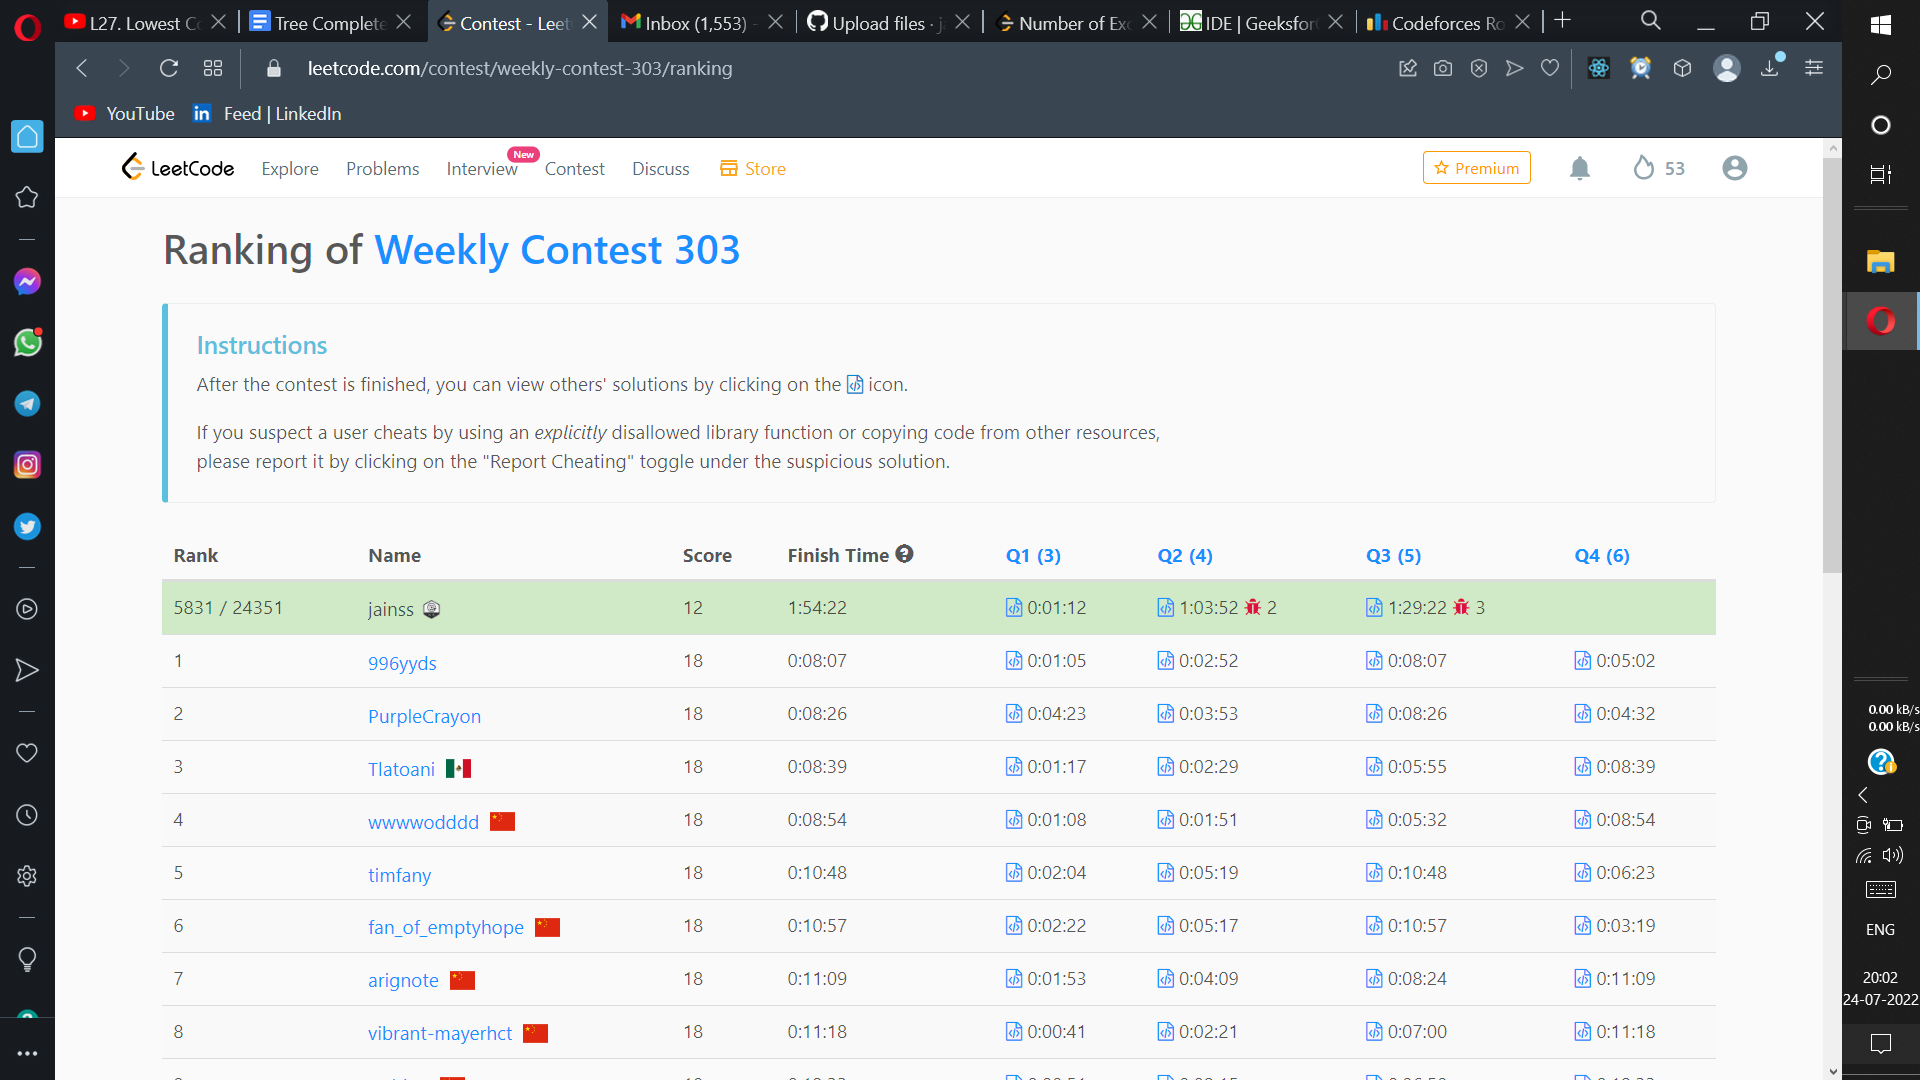 L27. Lowest Co
Tree Complete
Contest - Leet
Inbox (1,553) -
Upload files · ja
Number of Exc
IDE | Geeksfor
Codeforces Ro
leetcode.com/contest/weekly-contest-303/ranking
YouTube
Feed | LinkedIn
LeetCode Explore Problems Interview New Contest Discuss Store Premium 53
Ranking of Weekly Contest 303
Instructions
After the contest is finished, you can view others' solutions by clicking on the icon.
If you suspect a user cheats by using an explicitly disallowed library function or copying code from other resources,
please report it by clicking on the "Report Cheating" toggle under the suspicious solution.
Rank Name Score Finish Time Q1 (3) Q2 (4) Q3 (5) Q4 (6)
5831 / 24351 jainss 12 1:54:22 0:01:12 1:03:52 2 1:29:22 3
1 996yyds 18 0:08:07 0:01:05 0:02:52 0:08:07 0:05:02
2 PurpleCrayon 18 0:08:26 0:04:23 0:03:53 0:08:26 0:04:32
3 Tlatoani 18 0:08:39 0:01:17 0:02:29 0:05:55 0:08:39
4 wwwwodddd 18 0:08:54 0:01:08 0:01:51 0:05:32 0:08:54
5 timfany 18 0:10:48 0:02:04 0:05:19 0:10:48 0:06:23
6 fan_of_emptyhope 18 0:10:57 0:02:22 0:05:17 0:10:57 0:03:19
7 arignote 18 0:11:09 0:01:53 0:04:09 0:08:24 0:11:09
8 vibrant-mayerhct 18 0:11:18 0:00:41 0:02:21 0:07:00 0:11:18
0.00 kB/s
0.00 kB/s
ENG
20:02
24-07-2022